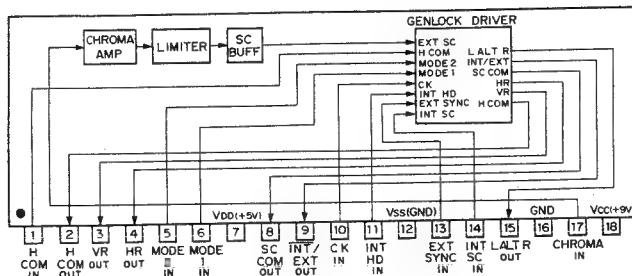 GENLOCK DRIVER
CHROMA
AMP
LIMITER
SC
BUFF
EXT SC
H COM
MODE 2
MODE 1
CK
INT HD
EXT SYNC
INT SC
L ALT R
INT/EXT
SC COM
HR
VR
H COM
VDD(+5V)
VSS(GND)
GND
VCC(+9V)
1 2 3 4 5 6 7 8 9 10 11 12 13 14 15 16 17 18
H
COM
IN
H
COM
OUT
VR
OUT
HR
OUT
MODE
II
IN
MODE
I
IN
SC
COM
OUT
INT/
EXT
OUT
CK
IN
INT
HD
IN
EXT
SYNC
IN
INT
SC
IN
LALTR
OUT
CHROMA
IN